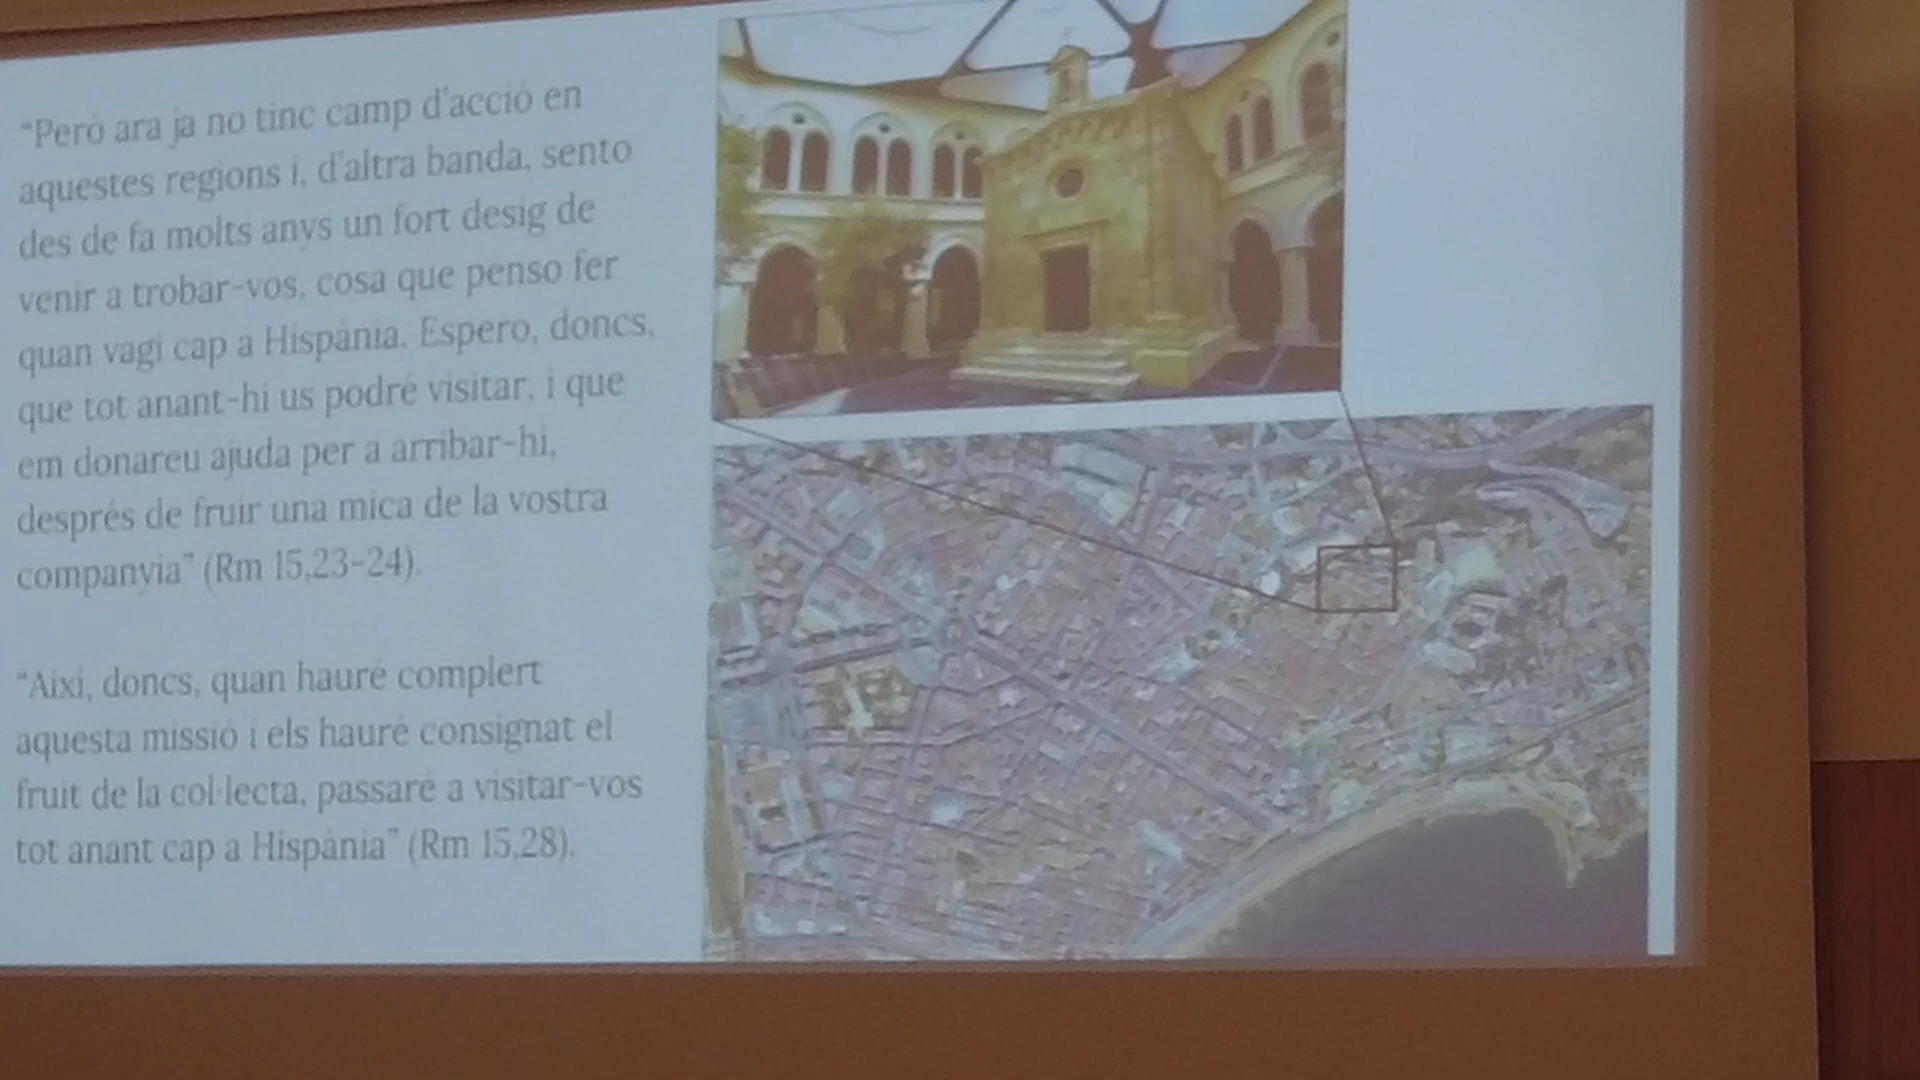 “Però ara ja no tinc camp d'acció en
aquestes regions i, d'altra banda, sento
des de fa molts anys un fort desig de
venir a trobar-vos, cosa que penso fer
quan vagi cap a Hispània. Espero, doncs,
que tot anant-hi us podré visitar, i que
em donareu ajuda per a arribar-hi,
després de fruir una mica de la vostra
companyia” (Rm 15,23-24).
“Així, doncs, quan hauré complert
aquesta missió i els hauré consignat el
fruit de la col·lecta, passaré a visitar-vos
tot anant cap a Hispània” (Rm 15,28).